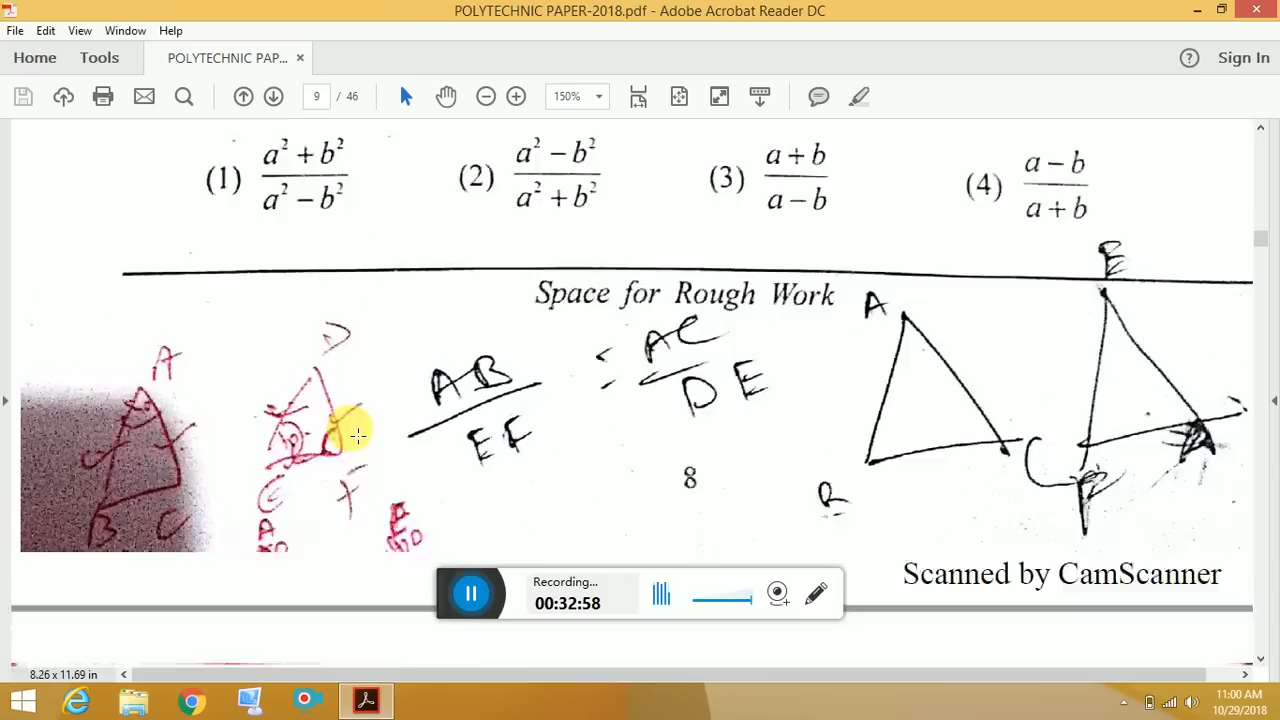 POLYTECHNIC PAPER-2018.pdf - Adobe Acrobat Reader DC
File Edit View Window Help
Home Tools POLYTECHNIC PAP... × Sign In
9 / 46 150%
(1) a² + b² / a² − b² (2) a² − b² / a² + b² (3) a + b / a − b (4) a − b / a + b
Space for Rough Work
A D AB / EF = AC / DE A E
B C F B C
8
Scanned by CamScanner
Recording...
00:32:58
8.26 x 11.69 in
11:00 AM
10/29/2018